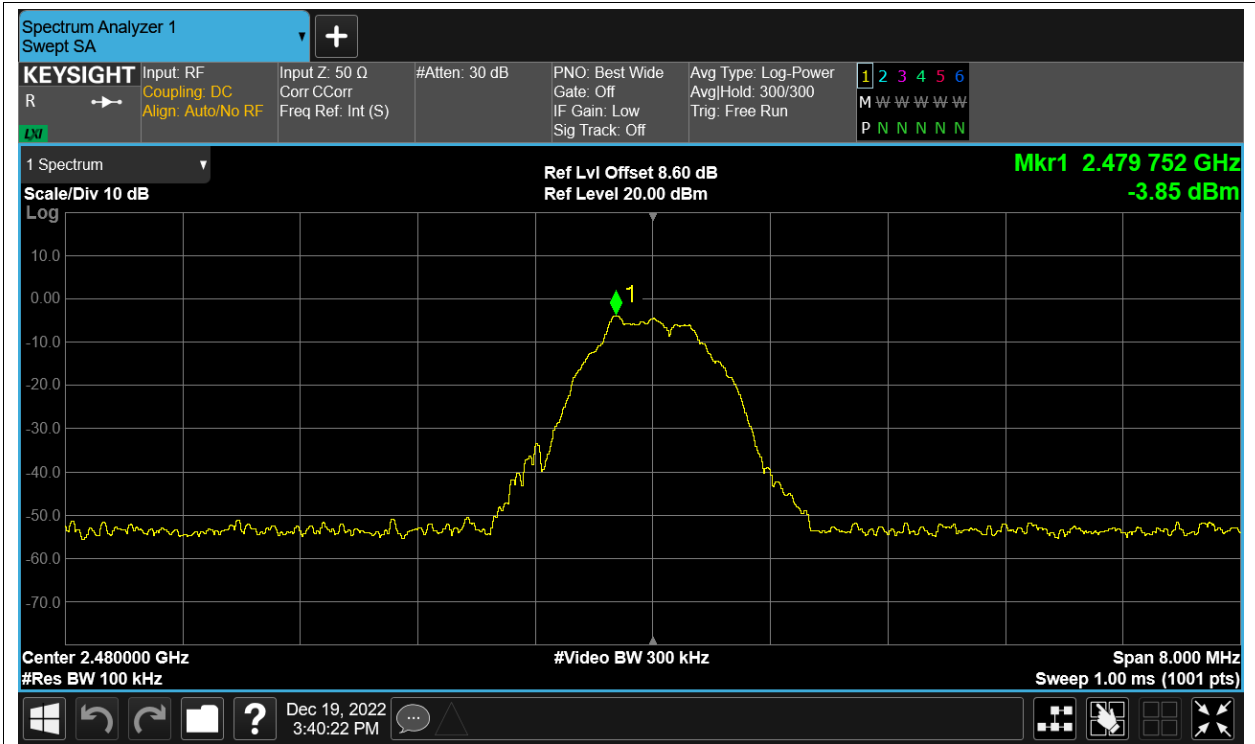 Spectrum Analyzer 1
Swept SA
KEYSIGHT
R
LXI
Input: RF
Coupling: DC
Align: Auto/No RF
Input Z: 50 Ω
Corr CCorr
Freq Ref: Int (S)
#Atten: 30 dB
PNO: Best Wide
Gate: Off
IF Gain: Low
Sig Track: Off
Avg Type: Log-Power
Avg|Hold: 300/300
Trig: Free Run
1 2 3 4 5 6
M W W W W W W
P N N N N N N
1 Spectrum
Scale/Div 10 dB
Log
Ref Lvl Offset 8.60 dB
Ref Level 20.00 dBm
Mkr1 2.479 752 GHz
-3.85 dBm
10.0
0.00
-10.0
-20.0
-30.0
-40.0
-50.0
-60.0
-70.0
1
Center 2.480000 GHz
#Res BW 100 kHz
#Video BW 300 kHz
Span 8.000 MHz
Sweep 1.00 ms (1001 pts)
?
Dec 19, 2022
3:40:22 PM